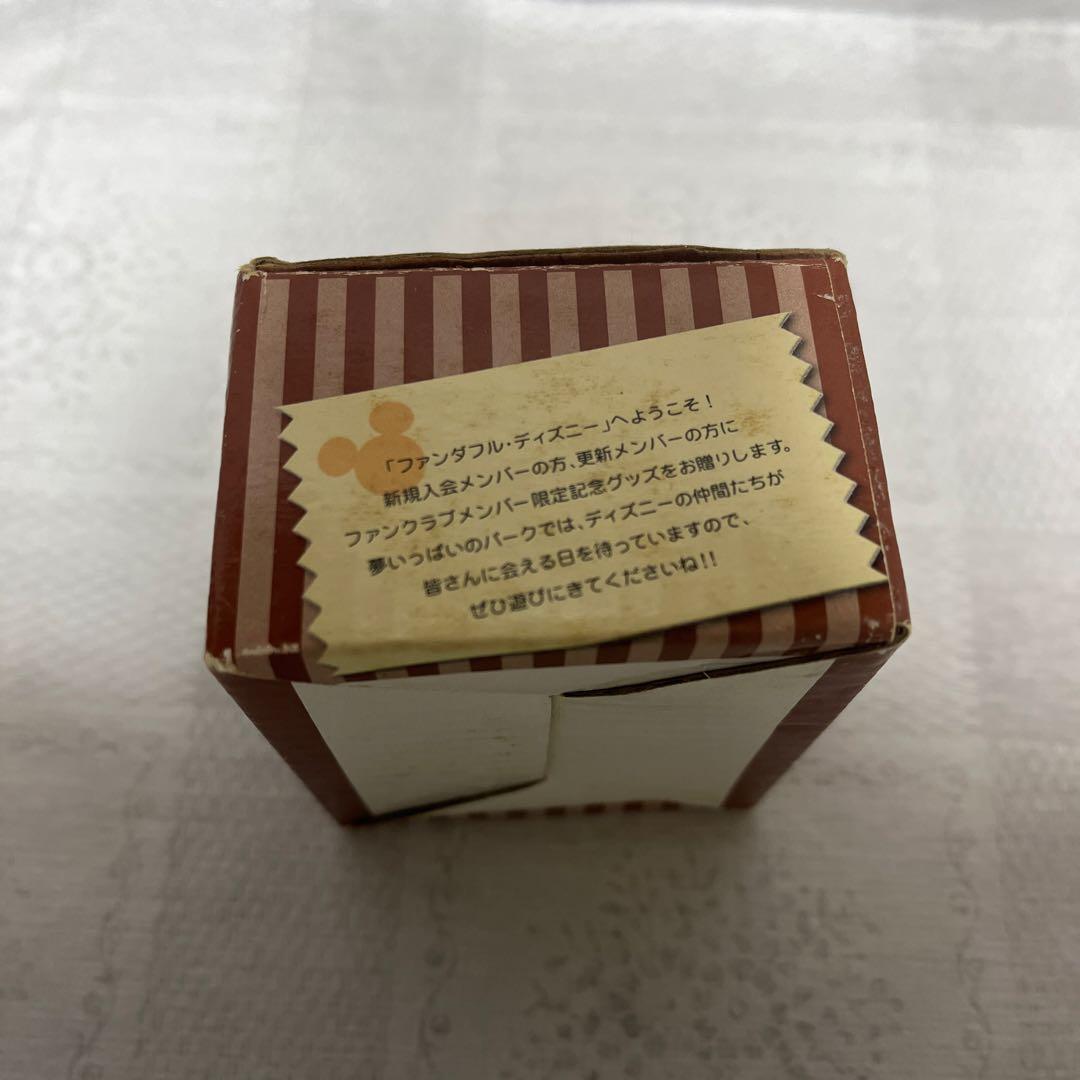 「ファンダフル・ディズニー」へようこそ！
新規入会メンバーの方、更新メンバーの方に
ファンクラブメンバー限定記念グッズをお贈りします。
夢いっぱいのパークでは、ディズニーの仲間たちが
皆さんに会える日を待っていますので、
ぜひ遊びにきてくださいね!!